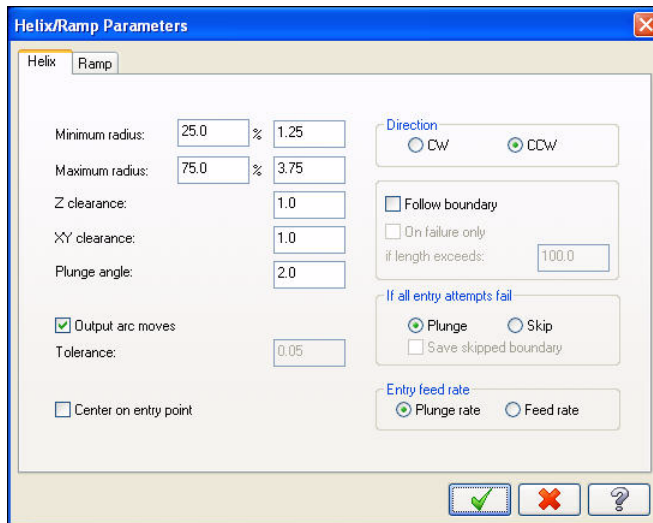 Helix/Ramp Parameters
Helix Ramp
Minimum radius: 25.0 % 1.25
Maximum radius: 75.0 % 3.75
Z clearance: 1.0
XY clearance: 1.0
Plunge angle: 2.0
Output arc moves
Tolerance: 0.05
Center on entry point
Direction
CW CCW
Follow boundary
On failure only
if length exceeds: 100.0
If all entry attempts fail
Plunge Skip
Save skipped boundary
Entry feed rate
Plunge rate Feed rate